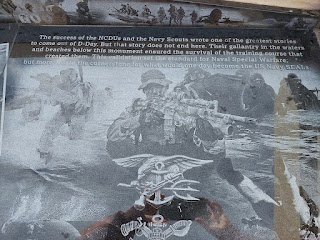 The success of the NCDUs and the Navy Scouts wrote one of the greatest stories
to come out of D-Day. But that story does not end here. Their gallantry in the waters
and beaches below this monument ensured the survival of the training course that
created them. This validation set the standard for Naval Special Warfare,
but more the day become the US Navy SEALs